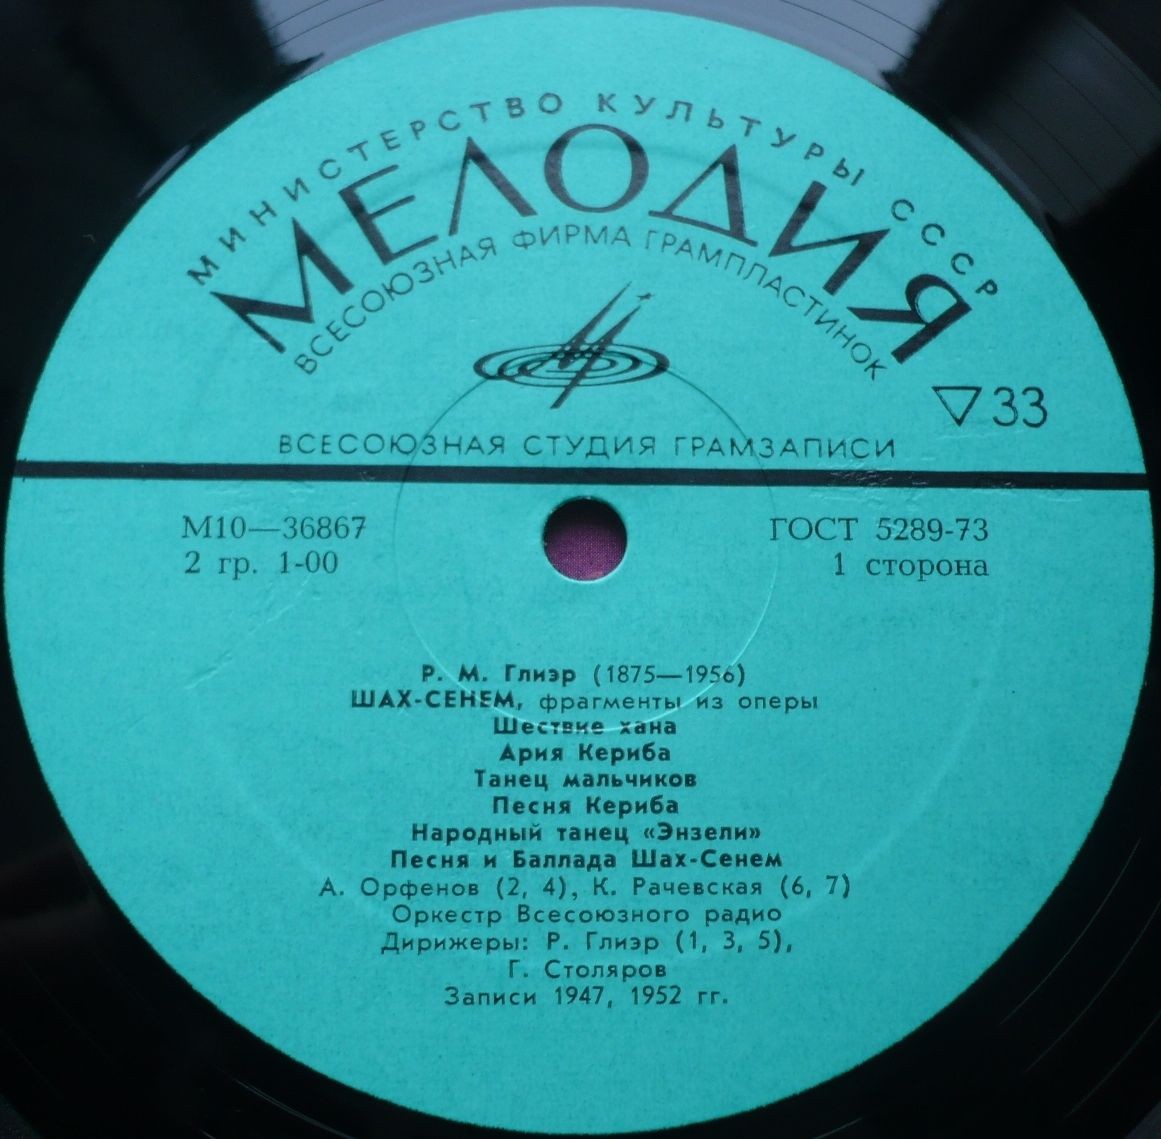 МИНИСТЕРСТВО КУЛЬТУРЫ СССР
МЕЛОДИЯ
ВСЕСОЮЗНАЯ ФИРМА ГРАМПЛАСТИНОК
▽33
ВСЕСОЮЗНАЯ СТУДИЯ ГРАМЗАПИСИ
М10—36867
ГОСТ 5289-73
2 гр. 1-00
1 сторона
Р. М. Глиэр (1875—1956)
ШАХ-СЕНЕМ, фрагменты из оперы
Шествие хана
Ария Кериба
Танец мальчиков
Песня Кериба
Народный танец «Энзели»
Песня и Баллада Шах-Сенем
А. Орфенов (2, 4), К. Рачевская (6, 7)
Оркестр Всесоюзного радио
Дирижеры: Р. Глиэр (1, 3, 5),
Г. Столяров
Записи 1947, 1952 гг.